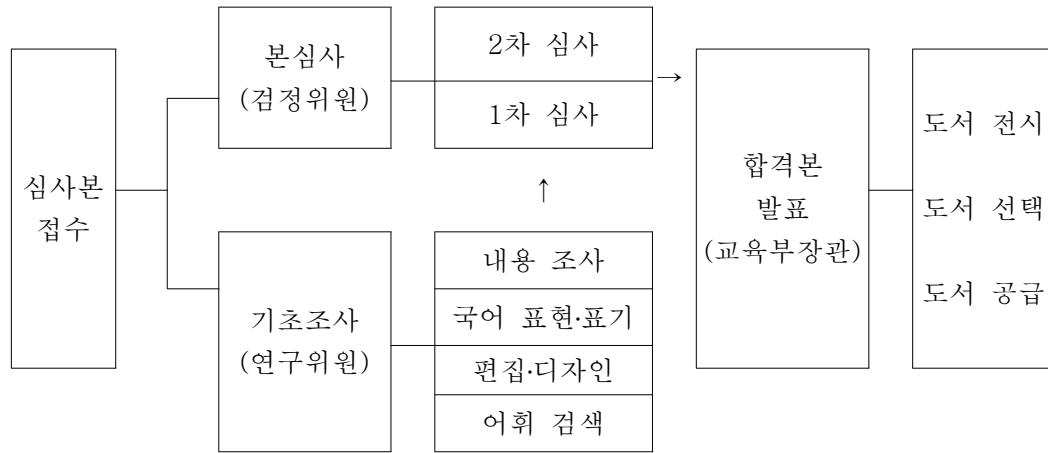 심사본
접수
본심사
(검정위원)
2차 심사
1차 심사
→
↑
기초조사
(연구위원)
내용 조사
국어 표현·표기
편집·디자인
어휘 검색
합격본
발표
(교육부장관)
도서 전시
도서 선택
도서 공급